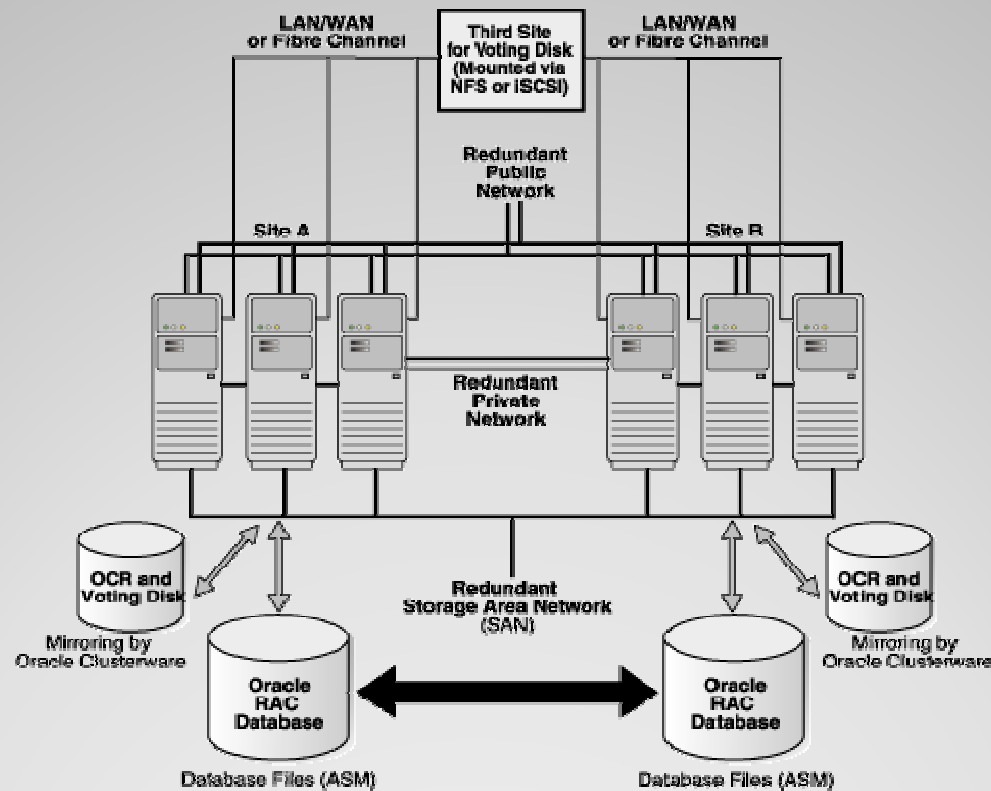 LAN/WAN
or Fibre Channel
Third Site
for Voting Disk
(Mounted via
NFS or iSCSI)
LAN/WAN
or Fibre Channel
Redundant
Public
Network
Site A
Site B
Redundant
Private
Network
OCR and
Voting Disk
Mirroring by
Oracle Clusterware
Redundant
Storage Area Network
(SAN)
OCR and
Voting Disk
Mirroring by
Oracle Clusterware
Oracle
RAC
Database
Oracle
RAC
Database
Database Files (ASM)
Database Files (ASM)